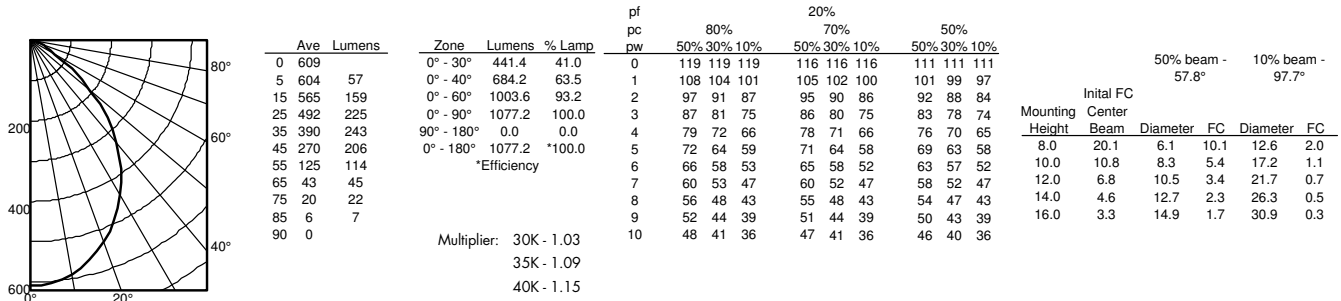 80°
60°
40°
20°
0°
200
400
600
Ave Lumens
0 609
5 604 57
15 565 159
25 492 225
35 390 243
45 270 206
55 125 114
65 43 45
75 20 22
85 6 7
90 0
Zone Lumens % Lamp
0° - 30° 441.4 41.0
0° - 40° 684.2 63.5
0° - 60° 1003.6 93.2
0° - 90° 1077.2 100.0
90° - 180° 0.0 0.0
0° - 180° 1077.2 *100.0
*Efficiency
Multiplier: 30K - 1.03
35K - 1.09
40K - 1.15
pf 20%
pc 80% 70% 50%
pw 50% 30% 10% 50% 30% 10% 50% 30% 10%
0 119 119 119 116 116 116 111 111 111
1 108 104 101 105 102 100 101 99 97
2 97 91 87 95 90 86 92 88 84
3 87 81 75 86 80 75 83 78 74
4 79 72 66 78 71 66 76 70 65
5 72 64 59 71 64 58 69 63 58
6 66 58 53 65 58 52 63 57 52
7 60 53 47 60 52 47 58 52 47
8 56 48 43 55 48 43 54 47 43
9 52 44 39 51 44 39 50 43 39
10 48 41 36 47 41 36 46 40 36
50% beam - 10% beam -
57.8° 97.7°
Inital FC
Mounting Center
Height Beam Diameter FC Diameter FC
8.0 20.1 6.1 10.1 12.6 2.0
10.0 10.8 8.3 5.4 17.2 1.1
12.0 6.8 10.5 3.4 21.7 0.7
14.0 4.6 12.7 2.3 26.3 0.5
16.0 3.3 14.9 1.7 30.9 0.3